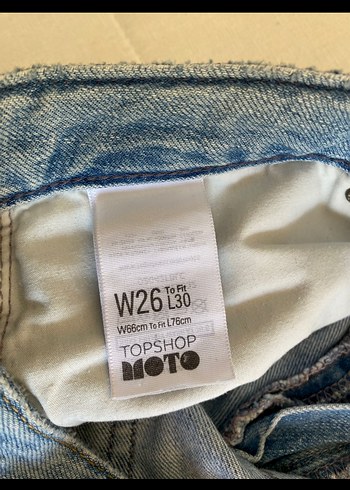 W26 To Fit L30
W66cm To Fit L76cm
TOPSHOP
MOTO